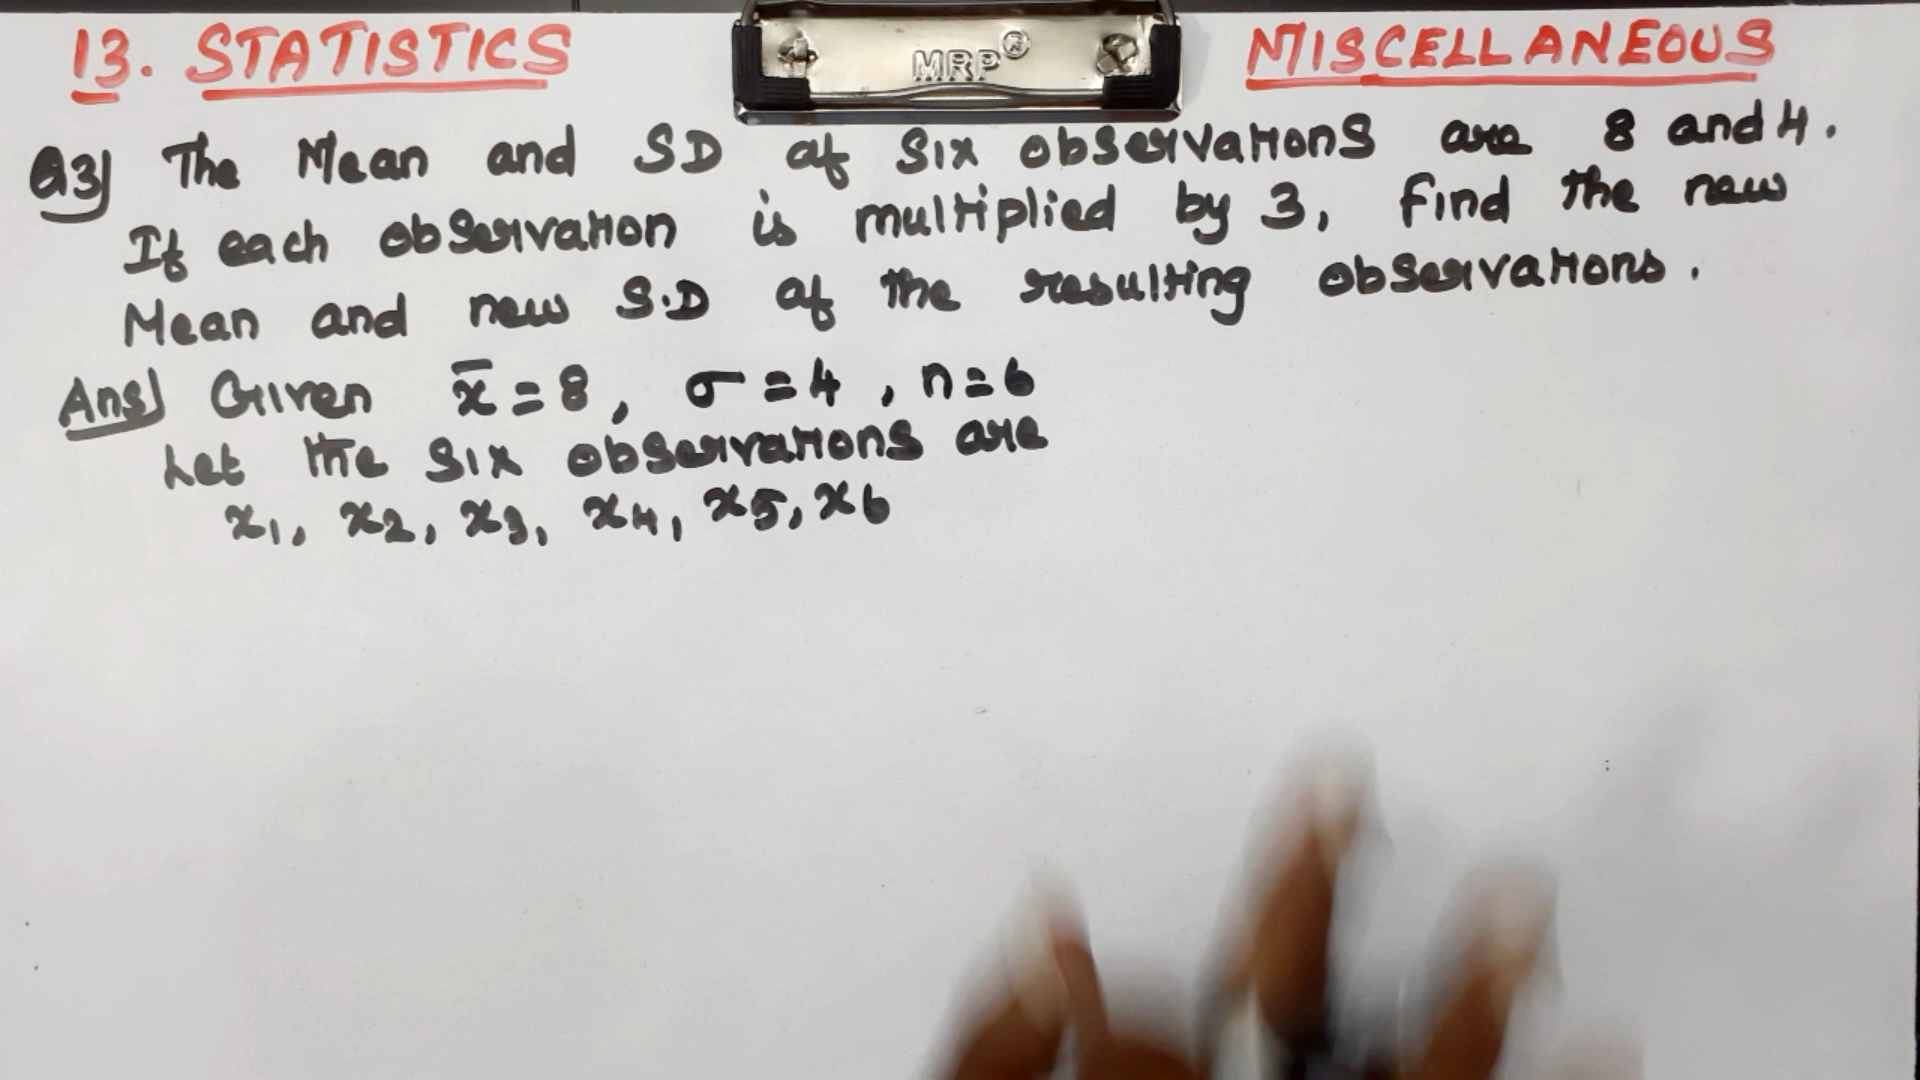 13. STATISTICS
MRP®
MISCELLANEOUS
Q3) The Mean and SD of Six observations are 8 and 4.
If each observation is multiplied by 3, find the new
Mean and new S.D of the resulting observations.
Ans) Given x̄ = 8, σ = 4, n = 6
Let the Six observations are
x₁, x₂, x₃, x₄, x₅, x₆